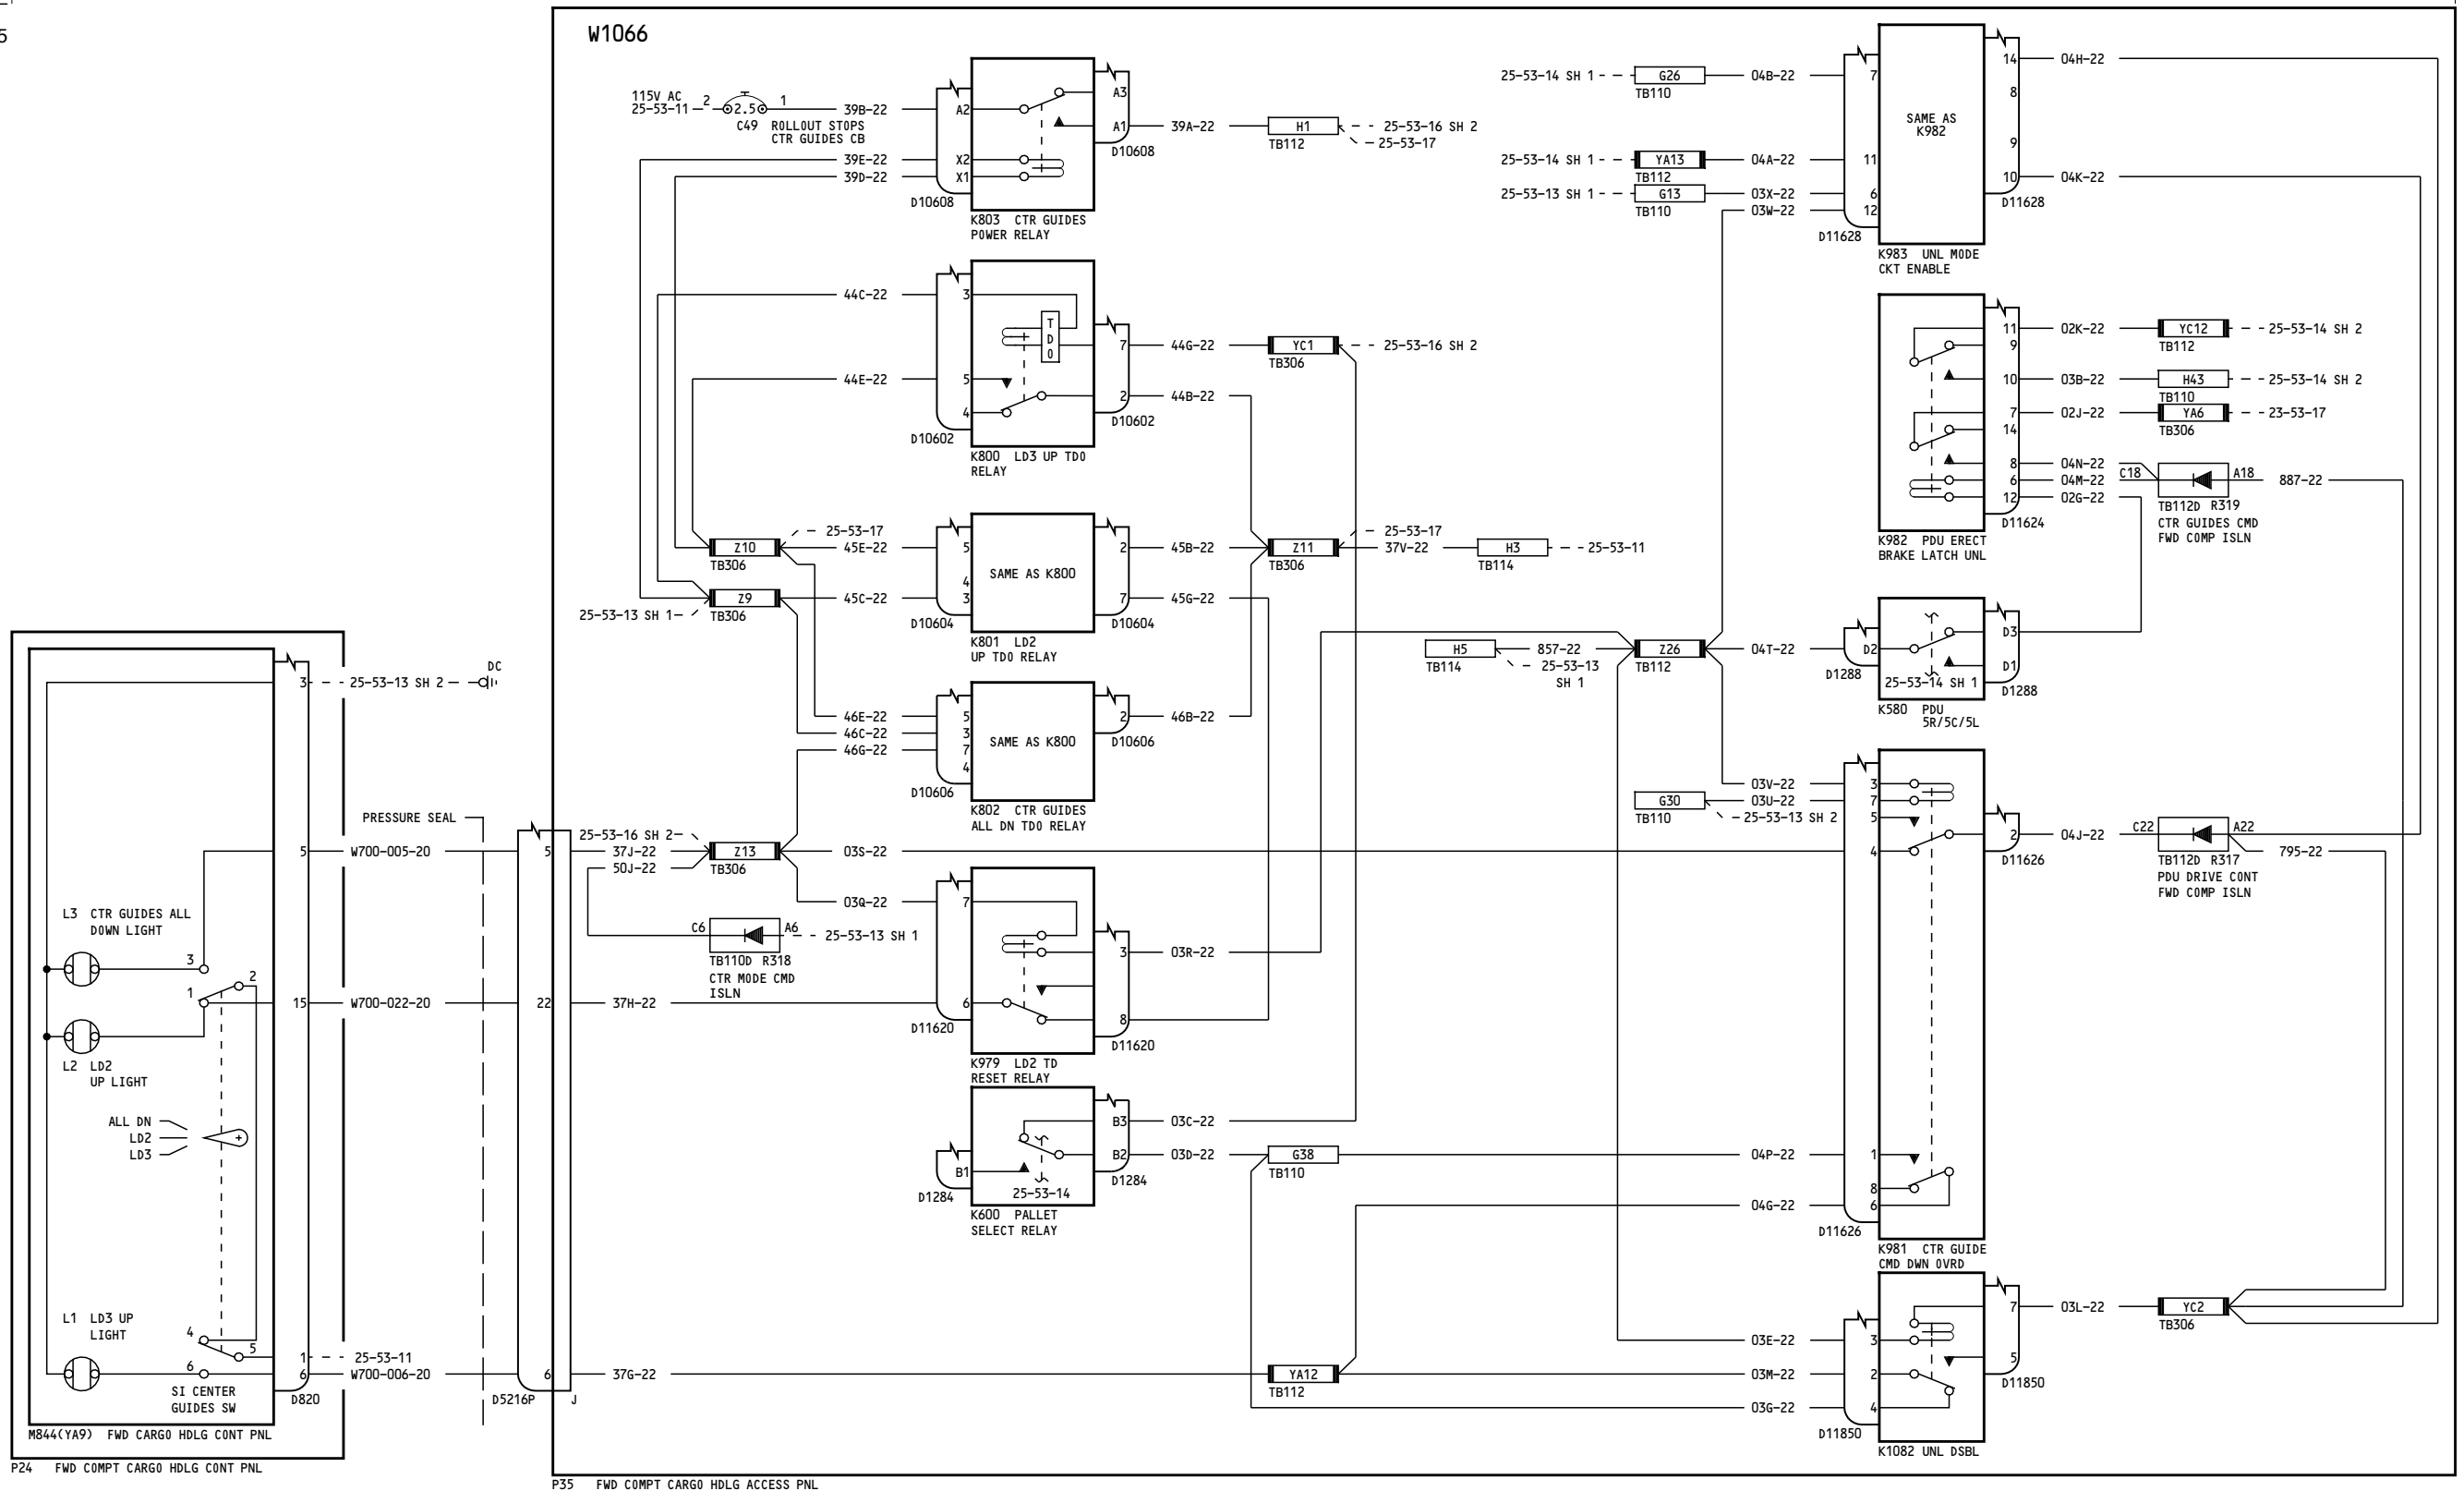 5
W1066
115V AC
25-53-11
2
2.5
1
C49 ROLLOUT STOPS
CTR GUIDES CB
39B-22
39E-22
39D-22
A2
X2
X1
D10608
A3
A1
D10608
K803 CTR GUIDES
POWER RELAY
39A-22
H1
TB112
25-53-16 SH 2
25-53-17
44C-22
44E-22
3
5
4
D10602
TDO
7
2
D10602
K800 LD3 UP TDO
RELAY
44G-22
44B-22
YC1
TB306
25-53-16 SH 2
Z10
TB306
25-53-17
45E-22
Z9
TB306
25-53-13 SH 1
45C-22
5
4
3
D10604
SAME AS K800
2
7
D10604
K801 LD2
UP TDO RELAY
45B-22
45G-22
Z11
TB306
25-53-17
37V-22
H3
TB114
25-53-11
46E-22
46C-22
46G-22
5
3
7
4
D10606
SAME AS K800
2
D10606
K802 CTR GUIDES
ALL DN TDO RELAY
46B-22
25-53-16 SH 2
37J-22
50J-22
Z13
TB306
03S-22
03Q-22
C6
A6
25-53-13 SH 1
TB110D R318
CTR MODE CMD
ISLN
37H-22
7
6
D11620
3
8
D11620
K979 LD2 TD
RESET RELAY
03R-22
B1
D1284
25-53-14
B3
B2
D1284
K600 PALLET
SELECT RELAY
03C-22
03D-22
G38
TB110
37G-22
YA12
TB112
25-53-14 SH 1
G26
TB110
04B-22
25-53-14 SH 1
YA13
TB112
04A-22
25-53-13 SH 1
G13
TB110
03X-22
03W-22
7
11
6
12
D11628
SAME AS
K982
14
8
9
10
D11628
K983 UNL MODE
CKT ENABLE
04H-22
04K-22
11
9
10
7
14
8
6
12
D11624
K982 PDU ERECT
BRAKE LATCH UNL
02K-22
YC12
TB112
25-53-14 SH 2
03B-22
H43
TB110
25-53-14 SH 2
02J-22
YA6
TB306
23-53-17
04N-22
04M-22
02G-22
C18
A18
887-22
TB112D R319
CTR GUIDES CMD
FWD COMP ISLN
H5
TB114
857-22
25-53-13
SH 1
Z26
TB112
04T-22
D2
D1288
25-53-14 SH 1
D3
D1
D1288
K580 PDU
5R/5C/5L
03V-22
G30
TB110
03U-22
25-53-13 SH 2
3
7
5
4
2
D11626
04J-22
C22
A22
795-22
TB112D R317
PDU DRIVE CONT
FWD COMP ISLN
04P-22
04G-22
1
8
6
D11626
K981 CTR GUIDE
CMD DWN OVRD
03E-22
03M-22
03G-22
3
2
4
D11850
7
5
D11850
K1082 UNL DSBL
03L-22
YC2
TB306
3
25-53-13 SH 2
DC
PRESSURE SEAL
5
W700-005-20
5
L3 CTR GUIDES ALL
DOWN LIGHT
3
2
1
15
W700-022-20
22
L2 LD2
UP LIGHT
ALL DN
LD2
LD3
L1 LD3 UP
LIGHT
4
5
6
1
25-53-11
6
W700-006-20
6
SI CENTER
GUIDES SW
D820
D5216P
J
M844(YA9) FWD CARGO HDLG CONT PNL
P24 FWD COMPT CARGO HDLG CONT PNL
P35 FWD COMPT CARGO HDLG ACCESS PNL